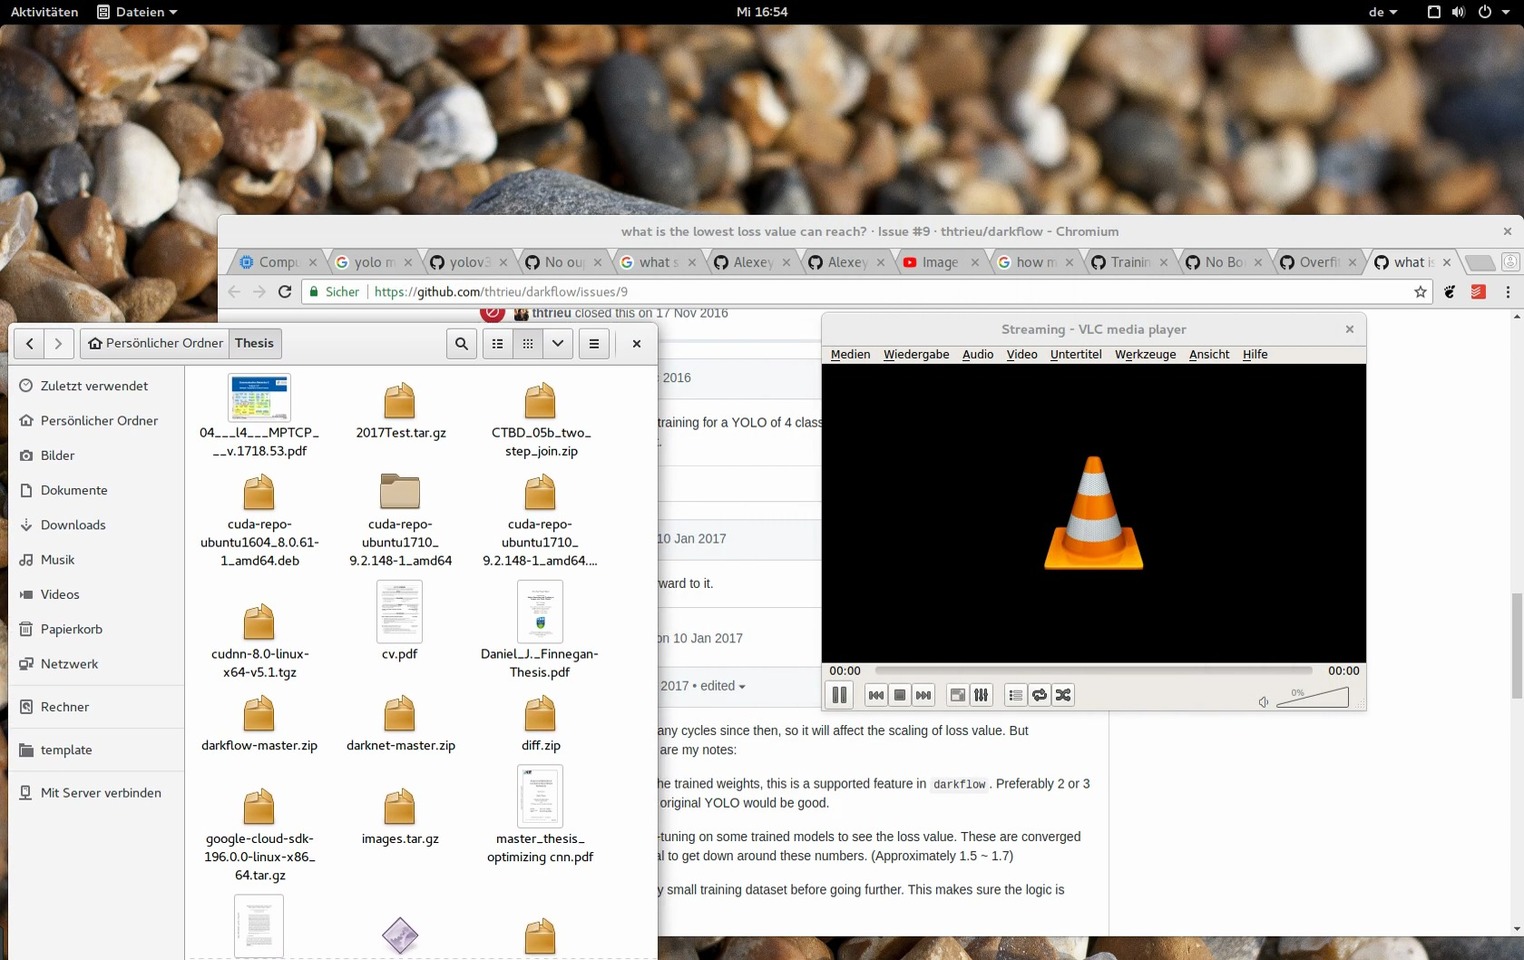 Aktivitäten
Dateien
Mi 16:54
de
what is the lowest loss value can reach? · Issue #9 · thtrieu/darkflow - Chromium
Compu
yolo m
yolov3
No ou
what s
Alexey
Alexey
Image
how m
Trainin
No Bo
Overfi
what is
Sicher
https://github.com/thtrieu/darkflow/issues/9
thtrieu closed this on 17 Nov 2016
2016
training for a YOLO of 4 class
10 Jan 2017
ward to it.
on 10 Jan 2017
2017 • edited
any cycles since then, so it will affect the scaling of loss value. But
are my notes:
he trained weights, this is a supported feature in darkflow. Preferably 2 or 3
original YOLO would be good.
-tuning on some trained models to see the loss value. These are converged
al to get down around these numbers. (Approximately 1.5 ~ 1.7)
y small training dataset before going further. This makes sure the logic is
Persönlicher Ordner
Thesis
Zuletzt verwendet
Persönlicher Ordner
Bilder
Dokumente
Downloads
Musik
Videos
Papierkorb
Netzwerk
Rechner
template
Mit Server verbinden
04___l4___MPTCP_
__v.1718.53.pdf
2017Test.tar.gz
CTBD_05b_two_
step_join.zip
cuda-repo-
ubuntu1604_8.0.61-
1_amd64.deb
cuda-repo-
ubuntu1710_
9.2.148-1_amd64
cuda-repo-
ubuntu1710_
9.2.148-1_amd64....
cudnn-8.0-linux-
x64-v5.1.tgz
cv.pdf
Daniel_J._Finnegan-
Thesis.pdf
darkflow-master.zip
darknet-master.zip
diff.zip
google-cloud-sdk-
196.0.0-linux-x86_
64.tar.gz
images.tar.gz
master_thesis_
optimizing cnn.pdf
Streaming - VLC media player
Medien
Wiedergabe
Audio
Video
Untertitel
Werkzeuge
Ansicht
Hilfe
00:00
00:00
0%